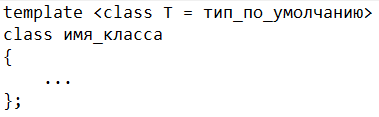 template <class T = тип_по_умолчанию>
class имя_класса
{
    ...
};